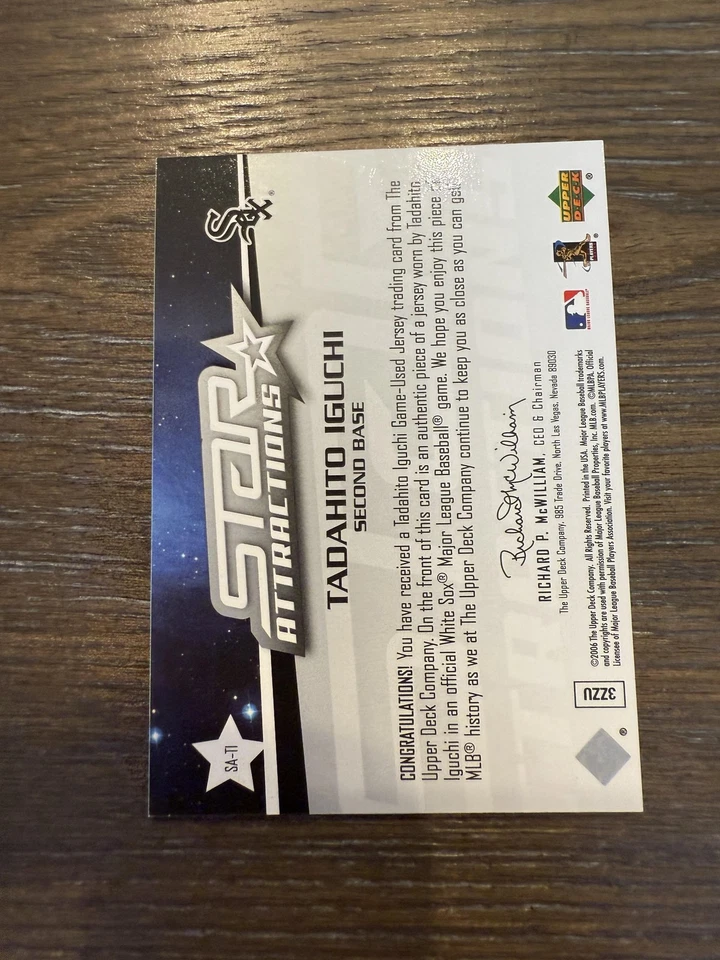 SA-TI
STAR
ATTRACTIONS
Sox®
TADAHITO IGUCHI
SECOND BASE
CONGRATULATIONS! You have received a Tadahito Iguchi Game-Used Jersey trading card from The
Upper Deck Company. On the front of this card is an authentic piece of a jersey worn by Tadahito
Iguchi in an official White Sox® Major League Baseball® game. We hope you enjoy this piece of
MLB® history as we at The Upper Deck Company continue to keep you as close as you can get.
Richard P. McWilliam
RICHARD P. McWILLIAM, CEO & Chairman
The Upper Deck Company, 985 Trade Drive, North Las Vegas, Nevada 89030
3ZZU
©2006 The Upper Deck Company. All Rights Reserved. Printed in the USA. Major League Baseball trademarks
and copyrights are used with permission of Major League Baseball Properties, Inc. MLB.com. ©MLBPA. Official
Licensee of Major League Baseball Players Association. Visit your favorite players at www.MLBPLAYERS.com.
PLAYERS
UPPER
DECK